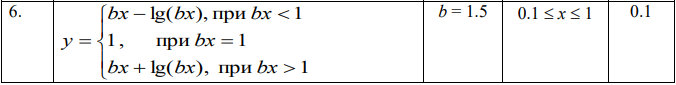 6.
y = { bx − lg(bx), при bx < 1
1, при bx = 1
bx + lg(bx), при bx > 1
b = 1.5
0.1 ≤ x ≤ 1
0.1